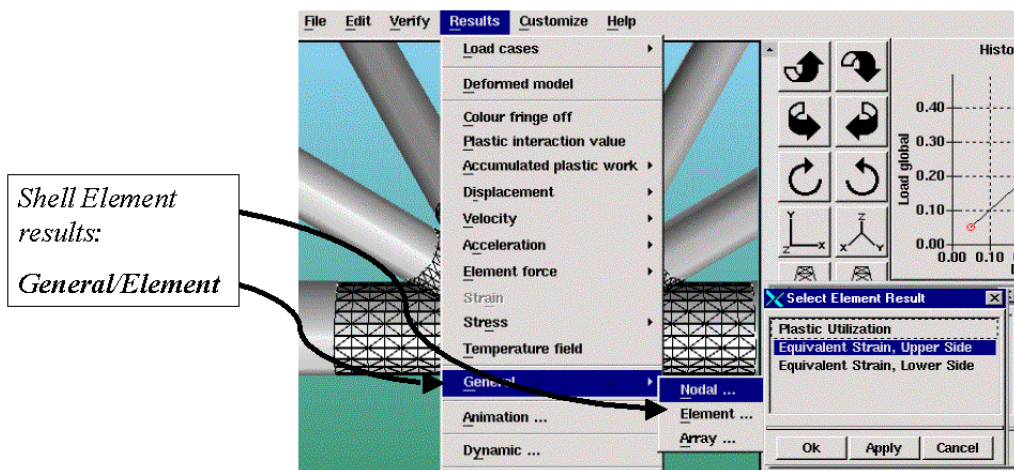 File Edit Verify Results Customize Help
Load cases
Deformed model
Colour fringe off
Plastic interaction value
Accumulated plastic work
Displacement
Velocity
Acceleration
Element force
Strain
Stress
Temperature field
General
Animation ...
Dynamic ...
Nodal ...
Element ...
Array ...
Shell Element
results:
General/Element
Histo
Load global
0.40
0.30
0.20
0.10
0.00
0.00 0.10
Y
Z X
Z
X Y
Select Element Result
Plastic Utilization
Equivalent Strain, Upper Side
Equivalent Strain, Lower Side
Ok Apply Cancel